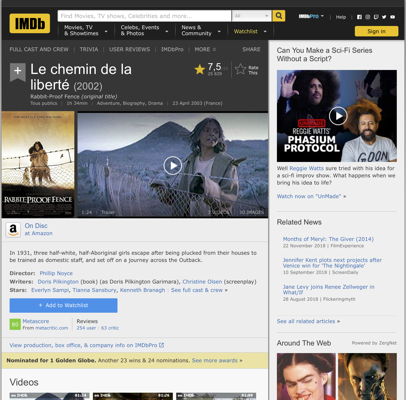 IMDb
Find Movies, TV shows, Celebrities and more...
All
IMDbPro
Help
Movies, TV
& Showtimes
Celebs, Events
& Photos
News &
Community
Watchlist
Sign in
FULL CAST AND CREW | TRIVIA | USER REVIEWS | IMDbPro | MORE
SHARE
Le chemin de la
liberté (2002)
Rabbit-Proof Fence (original title)
Tous publics | 1h 34min | Adventure, Biography, Drama | 23 April 2003 (France)
7,5
Rate
This
RABBIT-PROOF FENCE
1:24 | Trailer
2 VIDEOS | 30 IMAGES
a
On Disc
at Amazon
In 1931, three half-white, half-Aboriginal girls escape after being plucked from their houses to
be trained as domestic staff, and set off on a journey across the Outback.
Director: Phillip Noyce
Writers: Doris Pilkington (book) (as Doris Pilkington Garimara), Christine Olsen (screenplay)
Stars: Everlyn Sampi, Tianna Sansbury, Kenneth Branagh | See full cast & crew »
+ Add to Watchlist
80
Metascore
From metacritic.com
Reviews
254 user | 63 critic
View production, box office, & company info on IMDbPro
Nominated for 1 Golden Globe. Another 23 wins & 24 nominations. See more awards »
Videos
Can You Make a Sci-Fi Series
Without a Script?
REGGIE WATTS'
PHASIUM
PROTOCOL
Well Reggie Watts sure tried with his idea for
a sci-fi improv show. What happens when we
bring his idea to life?
Watch now on "UnMade" »
Related News
Months of Meryl: The Giver (2014)
22 November 2018 | FilmExperience
Jennifer Kent plots next projects after
Venice win for 'The Nightingale'
10 September 2018 | ScreenDaily
Jane Levy Joins Renee Zellweger in
What/If
28 August 2018 | Flickeringmyth
See all related articles »
Around The Web
Powered by ZergNet